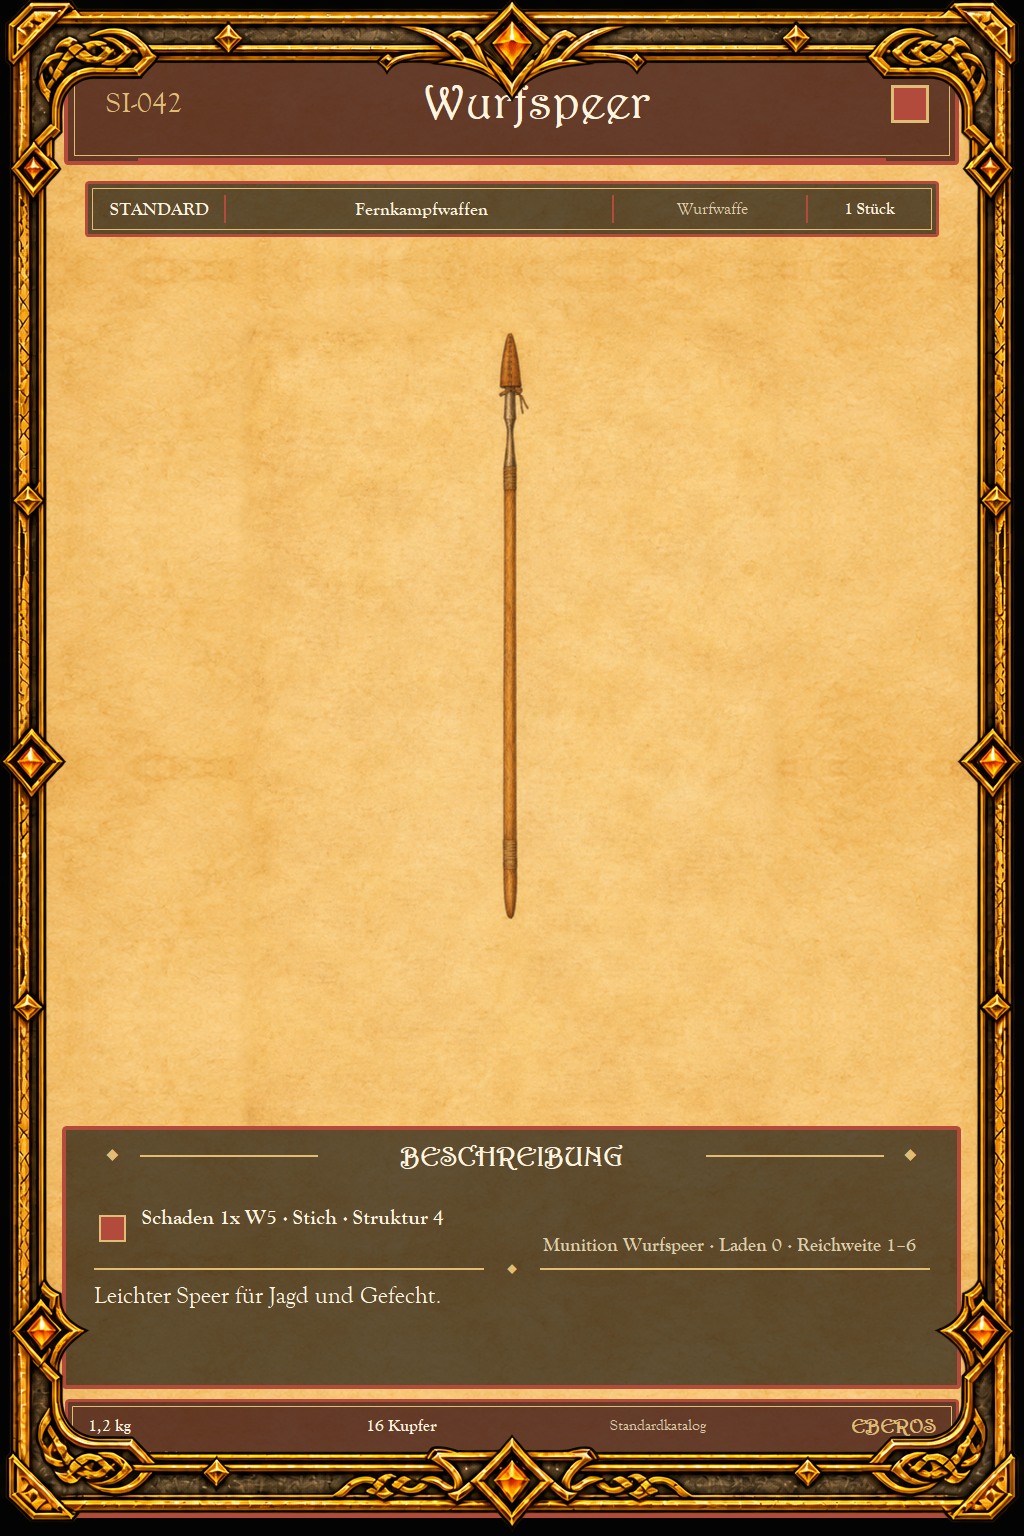 SI-042
Wurfspeer
STANDARD
Fernkampfwaffen
Wurfwaffe
1 Stück
BESCHREIBUNG
Schaden 1x W5 · Stich · Struktur 4
Munition Wurfspeer · Laden 0 · Reichweite 1–6
Leichter Speer für Jagd und Gefecht.
1,2 kg
16 Kupfer
Standardkatalog
EBEROS